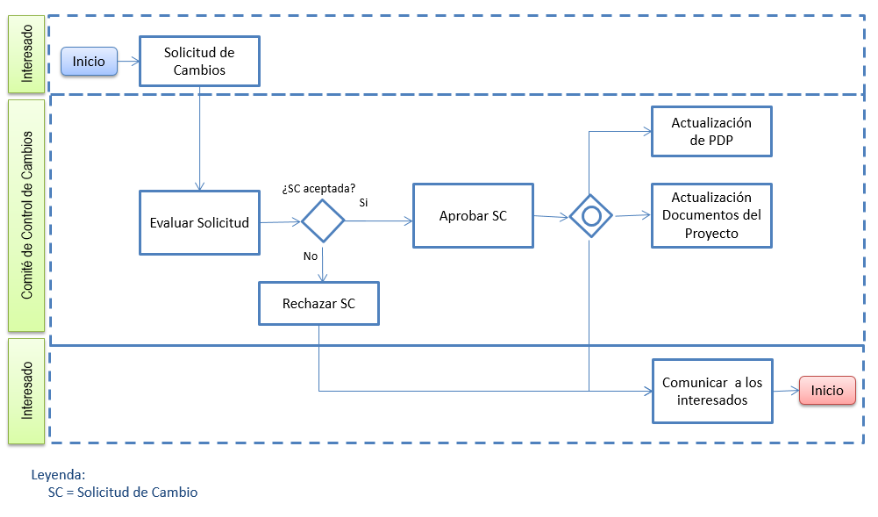 Interesado
Inicio
Solicitud de
Cambios
Comité de Control de Cambios
Evaluar Solicitud
¿SC aceptada?
Si
No
Rechazar SC
Aprobar SC
Actualización
de PDP
Actualización
Documentos del
Proyecto
Interesado
Comunicar a los
interesados
Inicio
Leyenda:
SC = Solicitud de Cambio